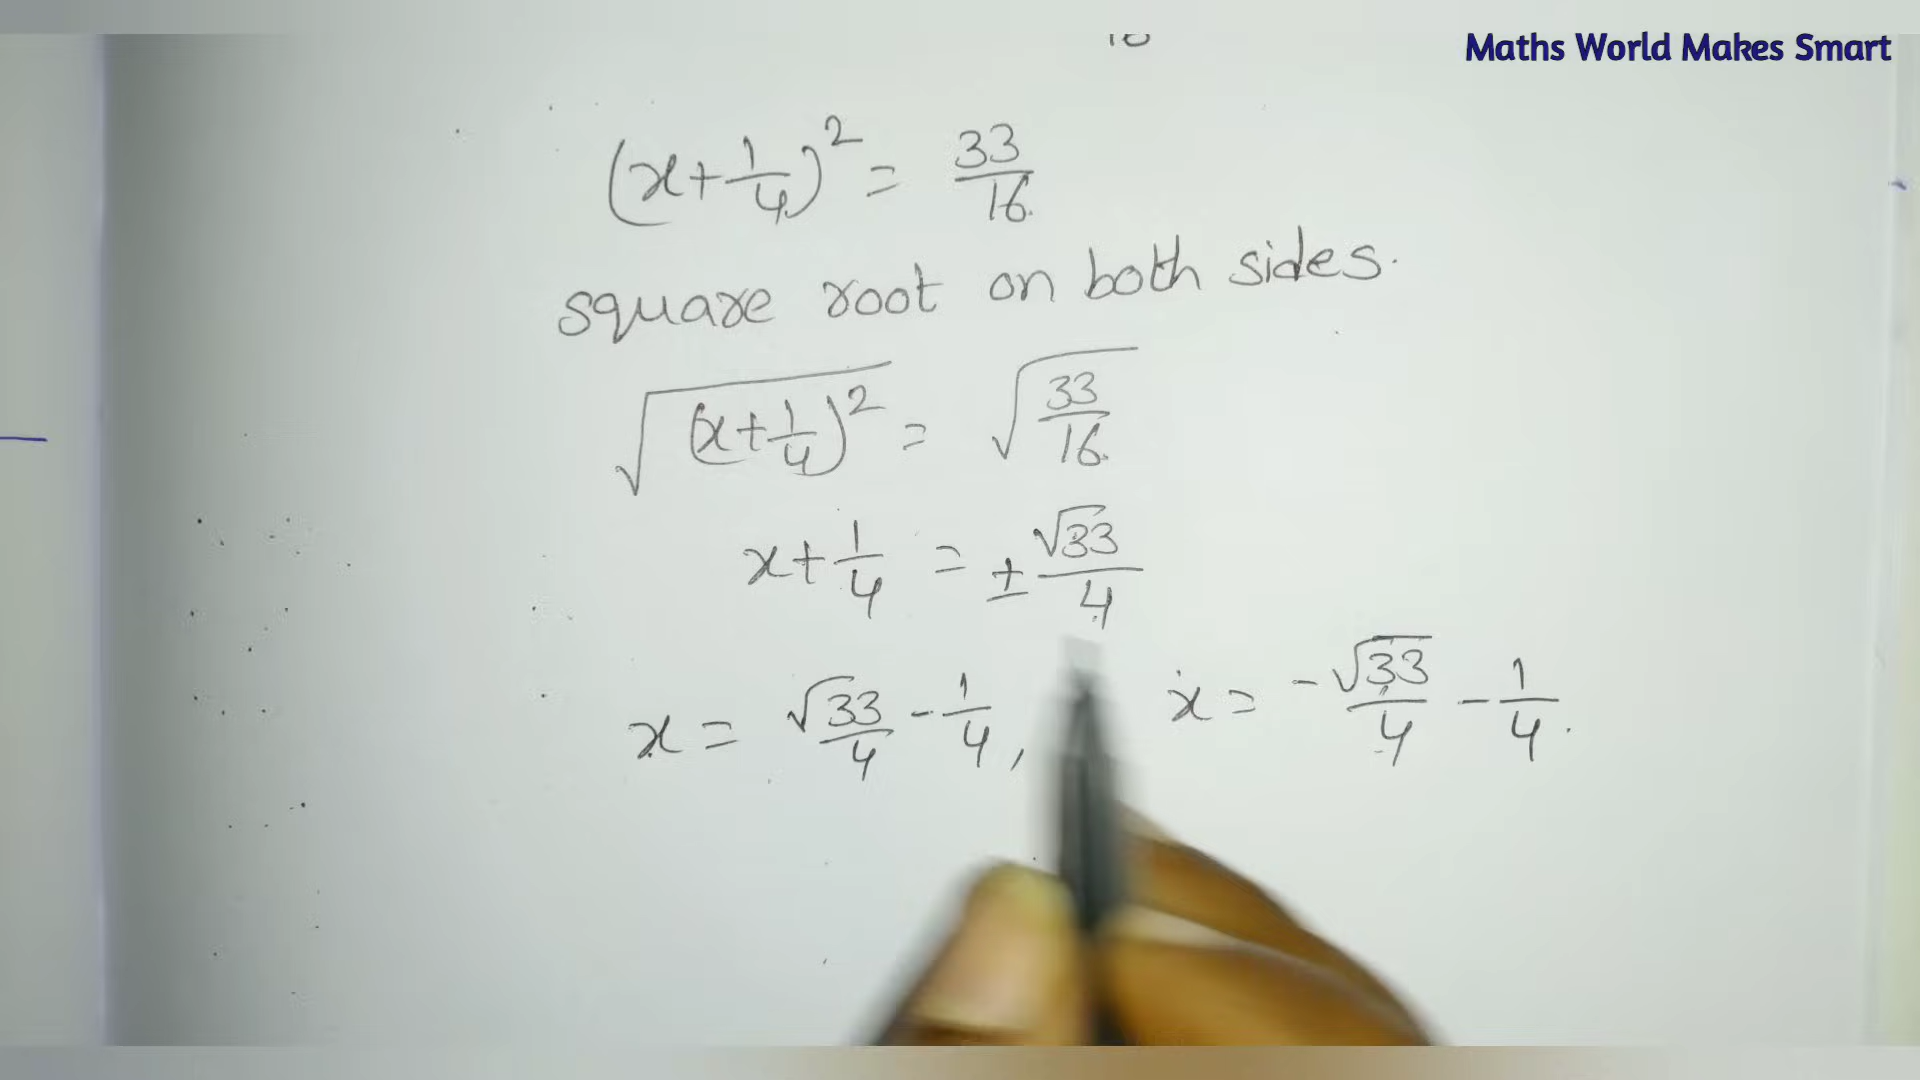 Maths World Makes Smart
(x+1/4)² = 33/16
square root on both sides.
√(x+1/4)² = √33/16
x+1/4 = ±√33/4
x = √33/4 - 1/4, x = -√33/4 - 1/4.